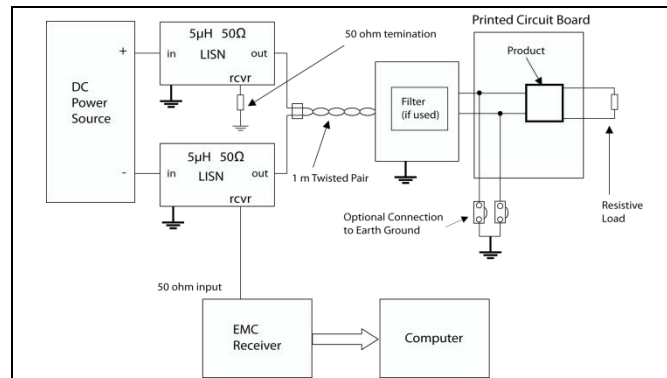 Printed Circuit Board
5µH 50Ω
in out
LISN
rcvr
50 ohm temination
Product
+
DC
Power
Source
Filter
(if used)
-
5µH 50Ω
in out
LISN
rcvr
1 m Twisted Pair
Optional Connection
to Earth Ground
Resistive
Load
50 ohm input
EMC
Receiver
Computer